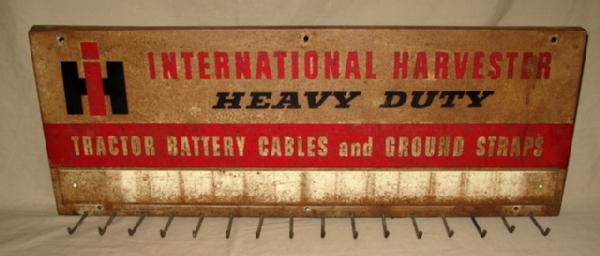 IH
INTERNATIONAL HARVESTER
HEAVY DUTY
TRACTOR BATTERY CABLES and GROUND STRAPS